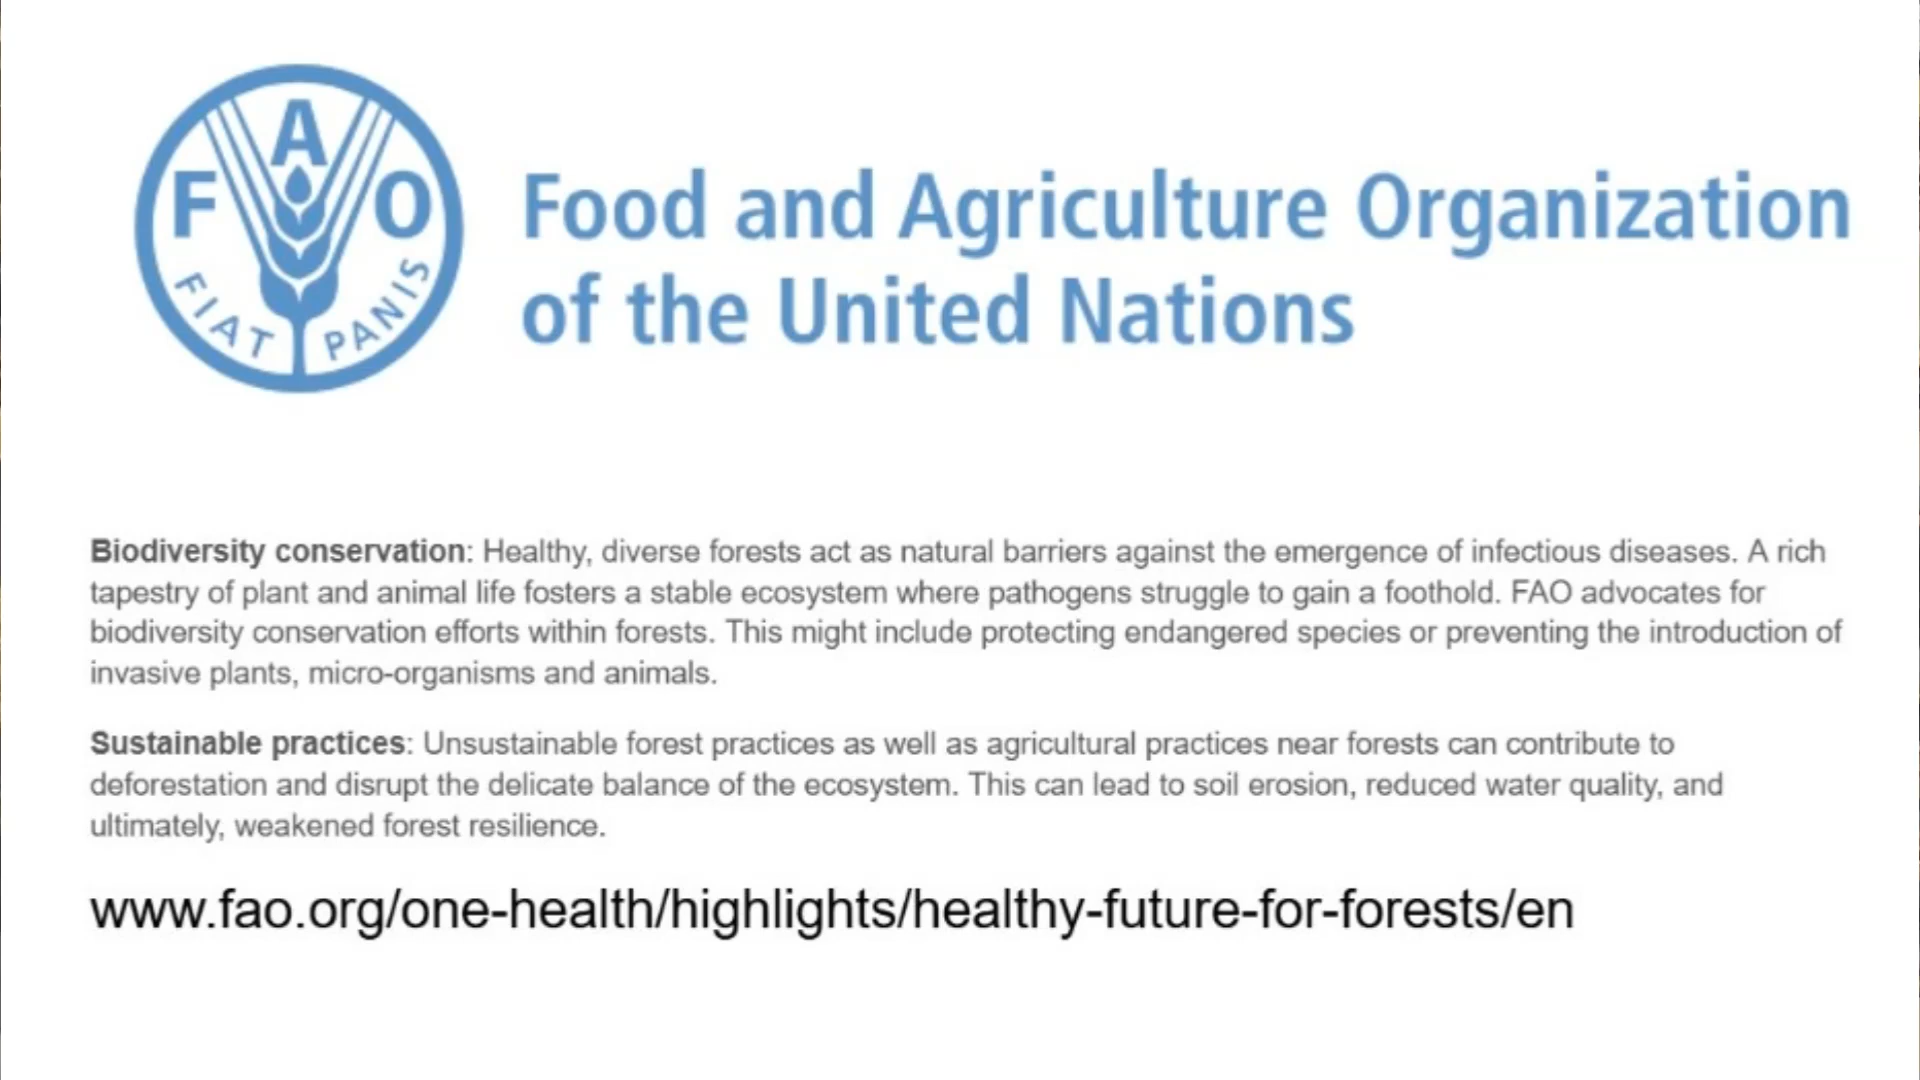 FAO
FIAT PANIS
Food and Agriculture Organization
of the United Nations
Biodiversity conservation: Healthy, diverse forests act as natural barriers against the emergence of infectious diseases. A rich
tapestry of plant and animal life fosters a stable ecosystem where pathogens struggle to gain a foothold. FAO advocates for
biodiversity conservation efforts within forests. This might include protecting endangered species or preventing the introduction of
invasive plants, micro-organisms and animals.
Sustainable practices: Unsustainable forest practices as well as agricultural practices near forests can contribute to
deforestation and disrupt the delicate balance of the ecosystem. This can lead to soil erosion, reduced water quality, and
ultimately, weakened forest resilience.
www.fao.org/one-health/highlights/healthy-future-for-forests/en